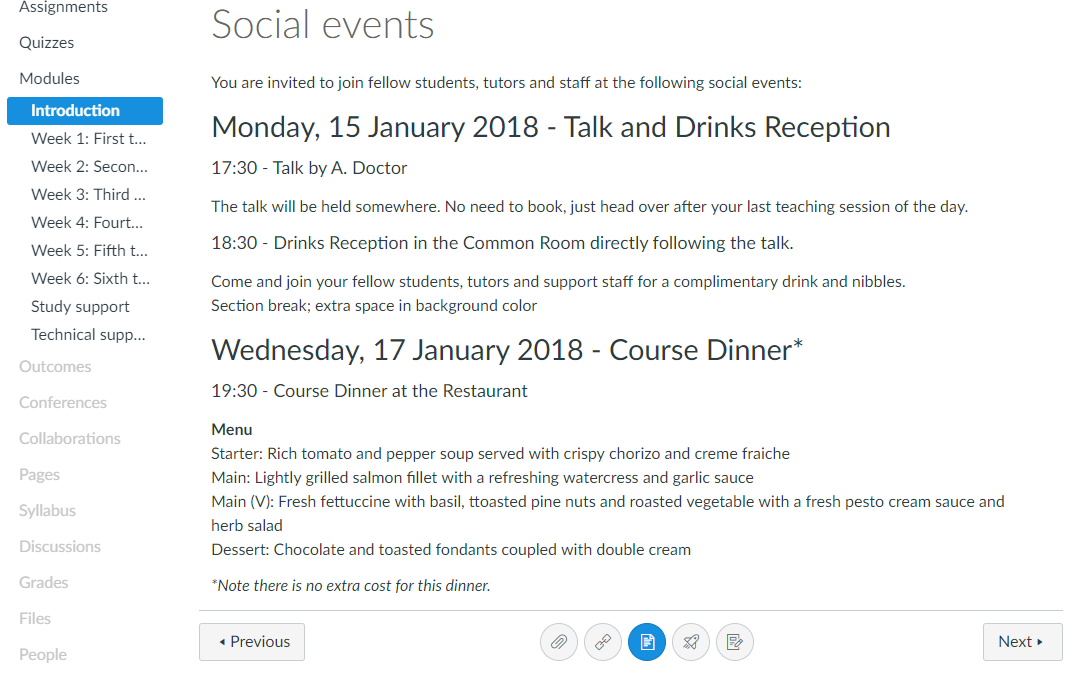 Assignments
Quizzes
Modules
Introduction
Week 1: First t...
Week 2: Secon...
Week 3: Third ...
Week 4: Fourt...
Week 5: Fifth t...
Week 6: Sixth t...
Study support
Technical supp...
Outcomes
Conferences
Collaborations
Pages
Syllabus
Discussions
Grades
Files
People
Social events
You are invited to join fellow students, tutors and staff at the following social events:
Monday, 15 January 2018 - Talk and Drinks Reception
17:30 - Talk by A. Doctor
The talk will be held somewhere. No need to book, just head over after your last teaching session of the day.
18:30 - Drinks Reception in the Common Room directly following the talk.
Come and join your fellow students, tutors and support staff for a complimentary drink and nibbles.
Section break; extra space in background color
Wednesday, 17 January 2018 - Course Dinner*
19:30 - Course Dinner at the Restaurant
Menu
Starter: Rich tomato and pepper soup served with crispy chorizo and creme fraiche
Main: Lightly grilled salmon fillet with a refreshing watercress and garlic sauce
Main (V): Fresh fettuccine with basil, ttoasted pine nuts and roasted vegetable with a fresh pesto cream sauce and
herb salad
Dessert: Chocolate and toasted fondants coupled with double cream
*Note there is no extra cost for this dinner.
Previous
Next